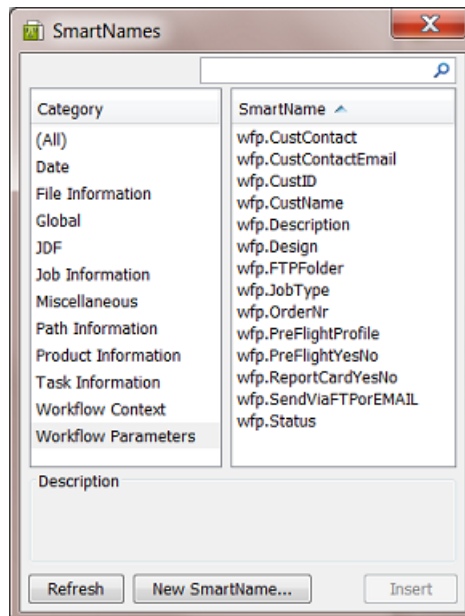 SmartNames
Category
(All)
Date
File Information
Global
JDF
Job Information
Miscellaneous
Path Information
Product Information
Task Information
Workflow Context
Workflow Parameters
SmartName
wfp.CustContact
wfp.CustContactEmail
wfp.CustID
wfp.CustName
wfp.Description
wfp.Design
wfp.FTPFolder
wfp.JobType
wfp.OrderNr
wfp.PreFlightProfile
wfp.PreFlightYesNo
wfp.ReportCardYesNo
wfp.SendViaFTPorEMAIL
wfp.Status
Description
Refresh
New SmartName...
Insert